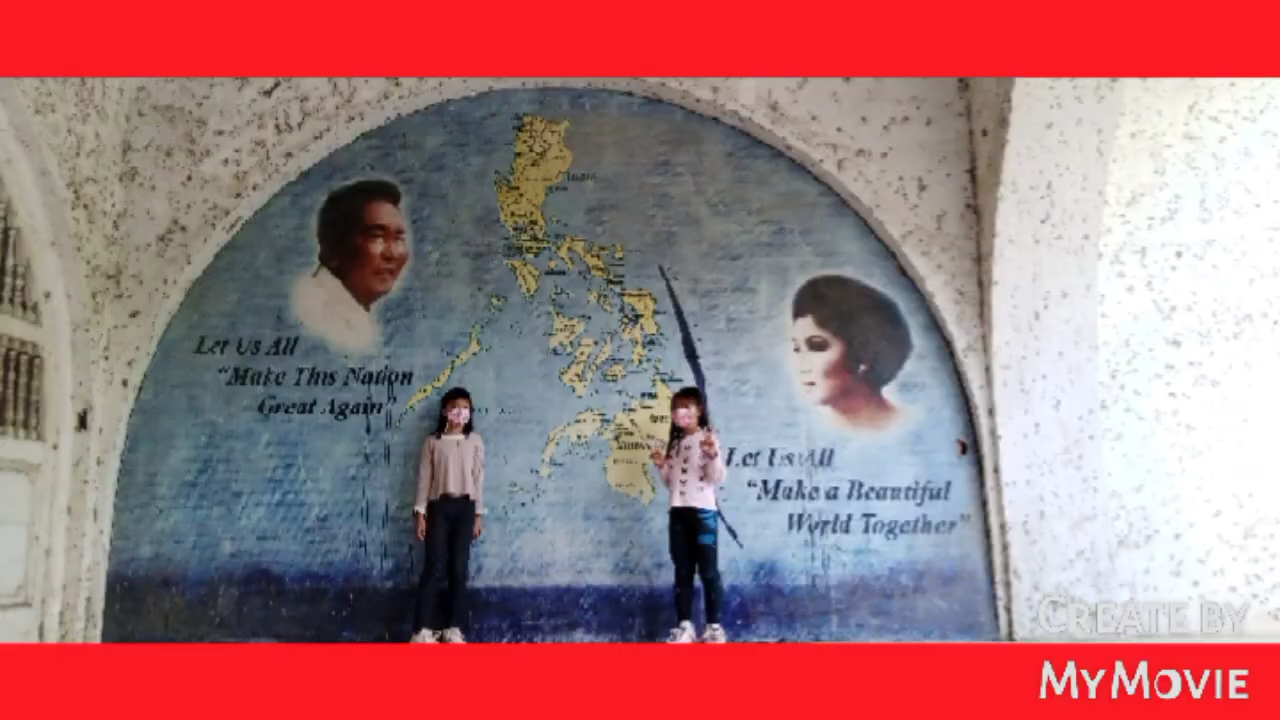 Let Us All
"Make This Nation
Great Again"
Let Us All
"Make a Beautiful
World Together"
CREATE BY
MYMOVIE